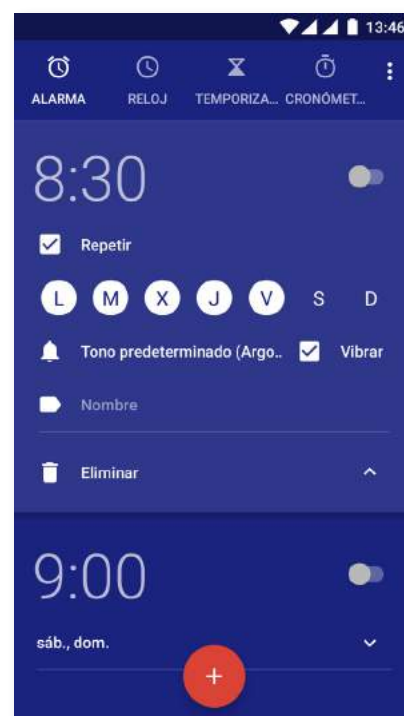 13:46
ALARMA RELOJ TEMPORIZA... CRONÓMET...
8:30
Repetir
L M X J V S D
Tono predeterminado (Argo.. Vibrar
Nombre
Eliminar
9:00
sáb., dom.
+